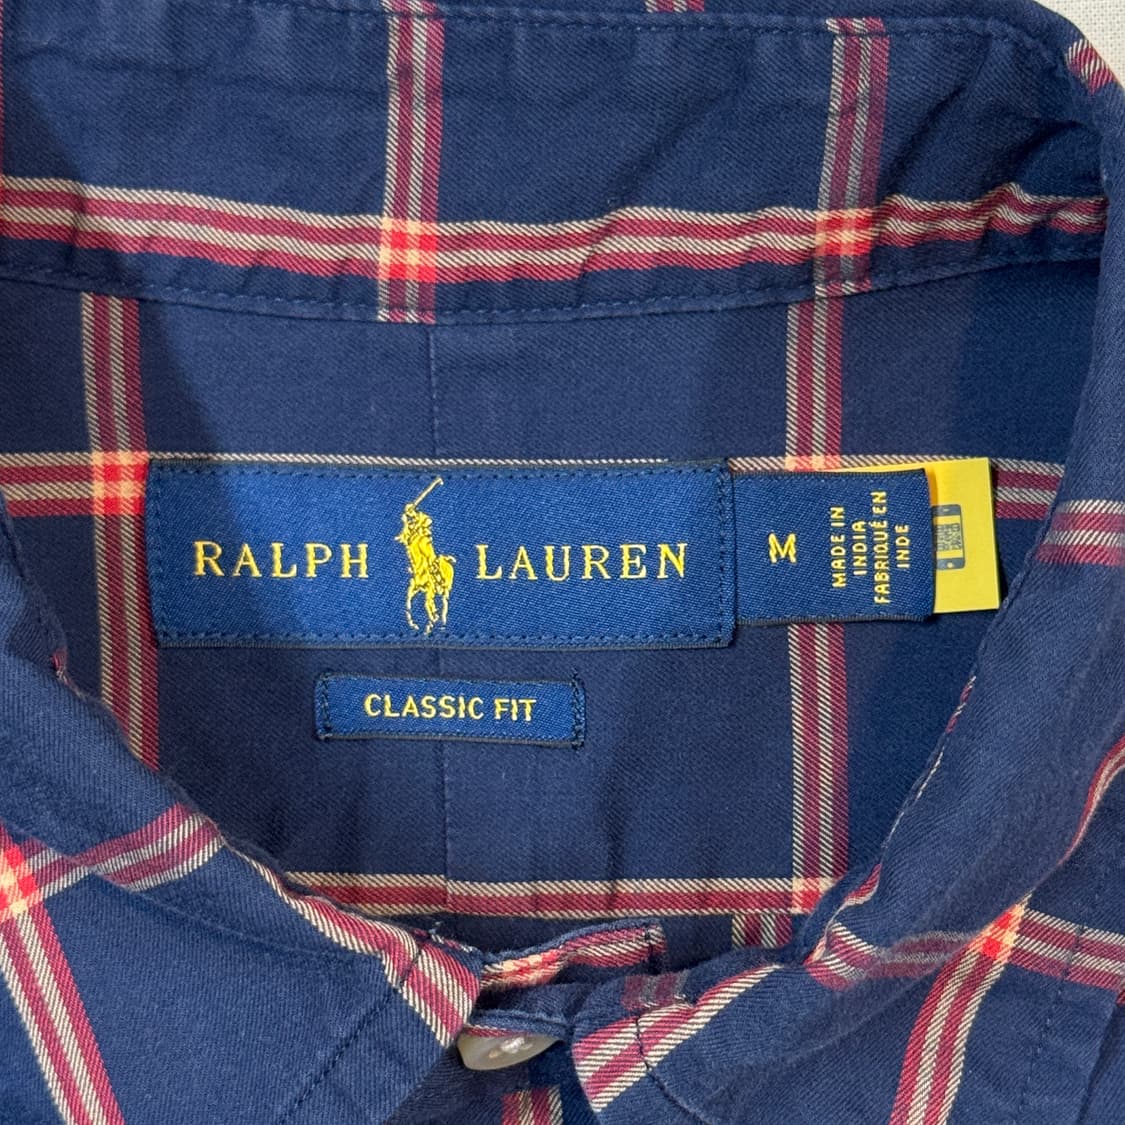 RALPH LAUREN
M
MADE IN
INDIA
FABRIQUÉ EN
INDE
CLASSIC FIT